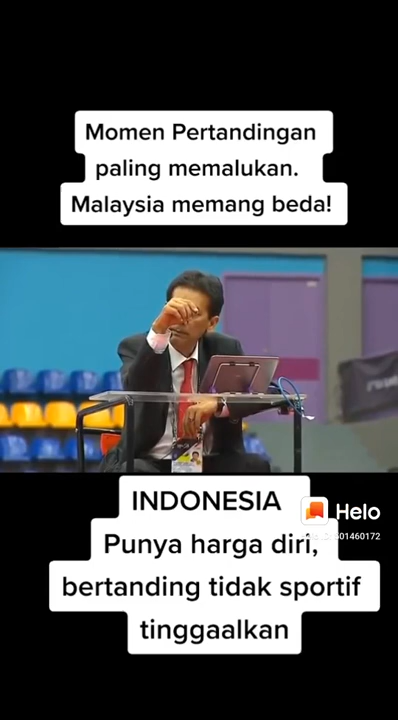 Momen Pertandingan
paling memalukan.
Malaysia memang beda!
INDONESIA
Helo
Punya harga diri,
bertanding tidak sportif
tinggaalkan